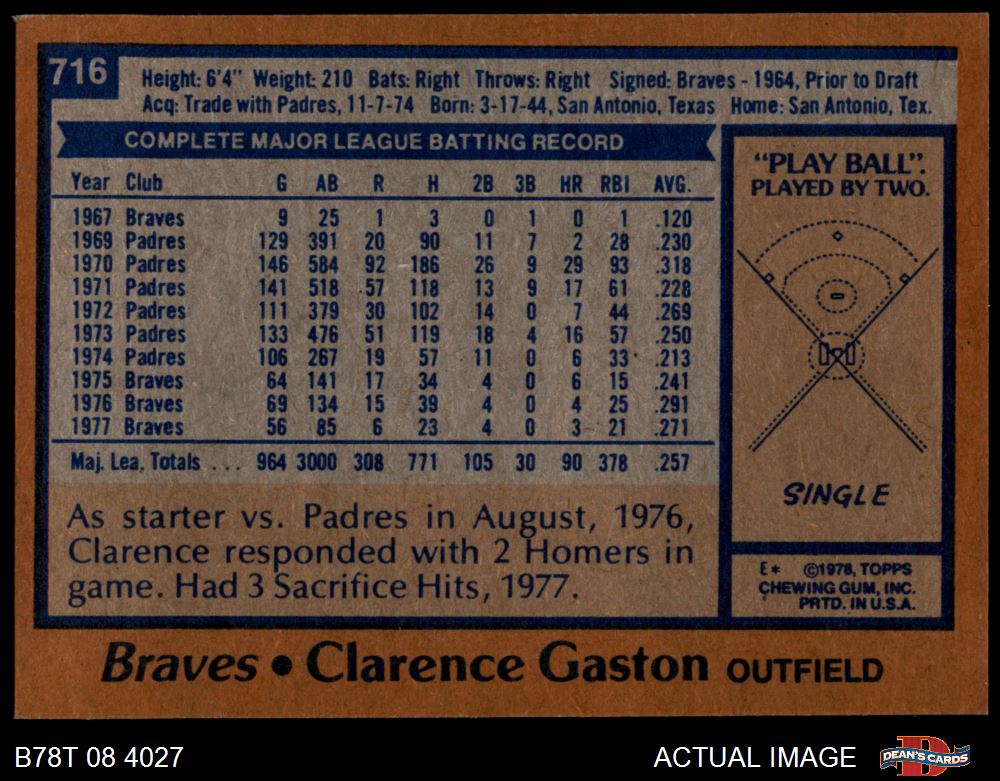 716
Height: 6'4" Weight: 210 Bats: Right Throws: Right Signed: Braves - 1964, Prior to Draft
Acq: Trade with Padres, 11-7-74 Born: 3-17-44, San Antonio, Texas Home: San Antonio, Tex.
COMPLETE MAJOR LEAGUE BATTING RECORD
Year Club G AB R H 2B 3B HR RBI AVG.
1967 Braves 9 25 1 3 0 1 0 1 .120
1969 Padres 129 391 20 90 11 7 2 28 .230
1970 Padres 146 584 92 186 26 9 29 93 .318
1971 Padres 141 518 57 118 13 9 17 61 .228
1972 Padres 111 379 30 102 14 0 7 44 .269
1973 Padres 133 476 51 119 18 4 16 57 .250
1974 Padres 106 267 19 57 11 0 6 33 .213
1975 Braves 64 141 17 34 4 0 6 15 .241
1976 Braves 69 134 15 39 4 0 4 25 .291
1977 Braves 56 85 6 23 4 0 3 21 .271
Maj. Lea. Totals ... 964 3000 308 771 105 30 90 378 .257
As starter vs. Padres in August, 1976,
Clarence responded with 2 Homers in
game. Had 3 Sacrifice Hits, 1977.
"PLAY BALL".
PLAYED BY TWO.
SINGLE
E* ©1978, TOPPS
CHEWING GUM, INC.
PRTD. IN U.S.A.
Braves • Clarence Gaston OUTFIELD
B78T 08 4027
ACTUAL IMAGE
DEAN'S CARDS